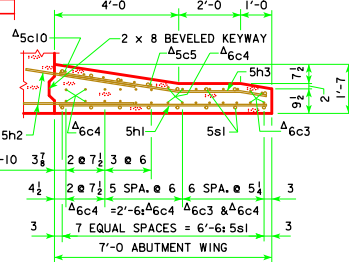 4'-0 2'-0 1'-0
Δ5c10 2 x 8 BEVELED KEYWAY
Δ5c5 Δ6c4
5h3
7½
2
1'-7
9½
5h2 Δ6c4 5h1 5s1 Δ6c3
-10 3⅞ 2 @ 7½ 3 @ 6
4½ 2 @ 7½ 5 SPA. @ 6 6 SPA. @ 5¼ 3
Δ6c4 =2'-6:Δ6c4 Δ6c3 &Δ6c4
3 7 EQUAL SPACES = 6'-6:5s1 3
7'-0 ABUTMENT WING